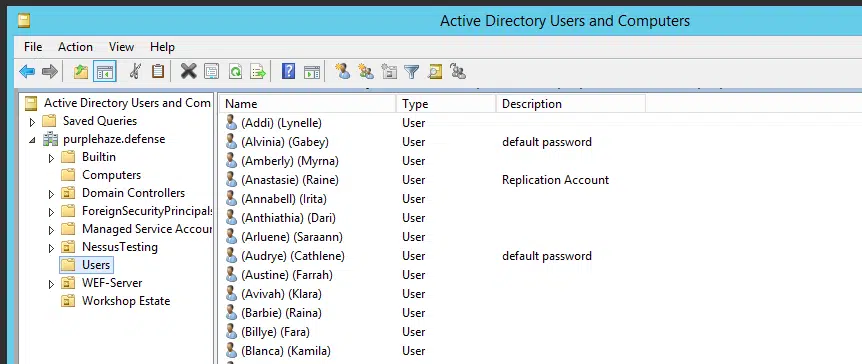 Active Directory Users and Computers
File Action View Help
Active Directory Users and Com
Saved Queries
purplehaze.defense
Builtin
Computers
Domain Controllers
ForeignSecurityPrincipals
Managed Service Accou
NessusTesting
Users
WEF-Server
Workshop Estate
Name Type Description
(Addi) (Lynelle) User
(Alvinia) (Gabey) User default password
(Amberly) (Myrna) User
(Anastasie) (Raine) User Replication Account
(Annabell) (Irita) User
(Anthiathia) (Dari) User
(Arluene) (Saraann) User
(Audrye) (Cathlene) User default password
(Austine) (Farrah) User
(Avivah) (Klara) User
(Barbie) (Raina) User
(Billye) (Fara) User
(Blanca) (Kamila) User